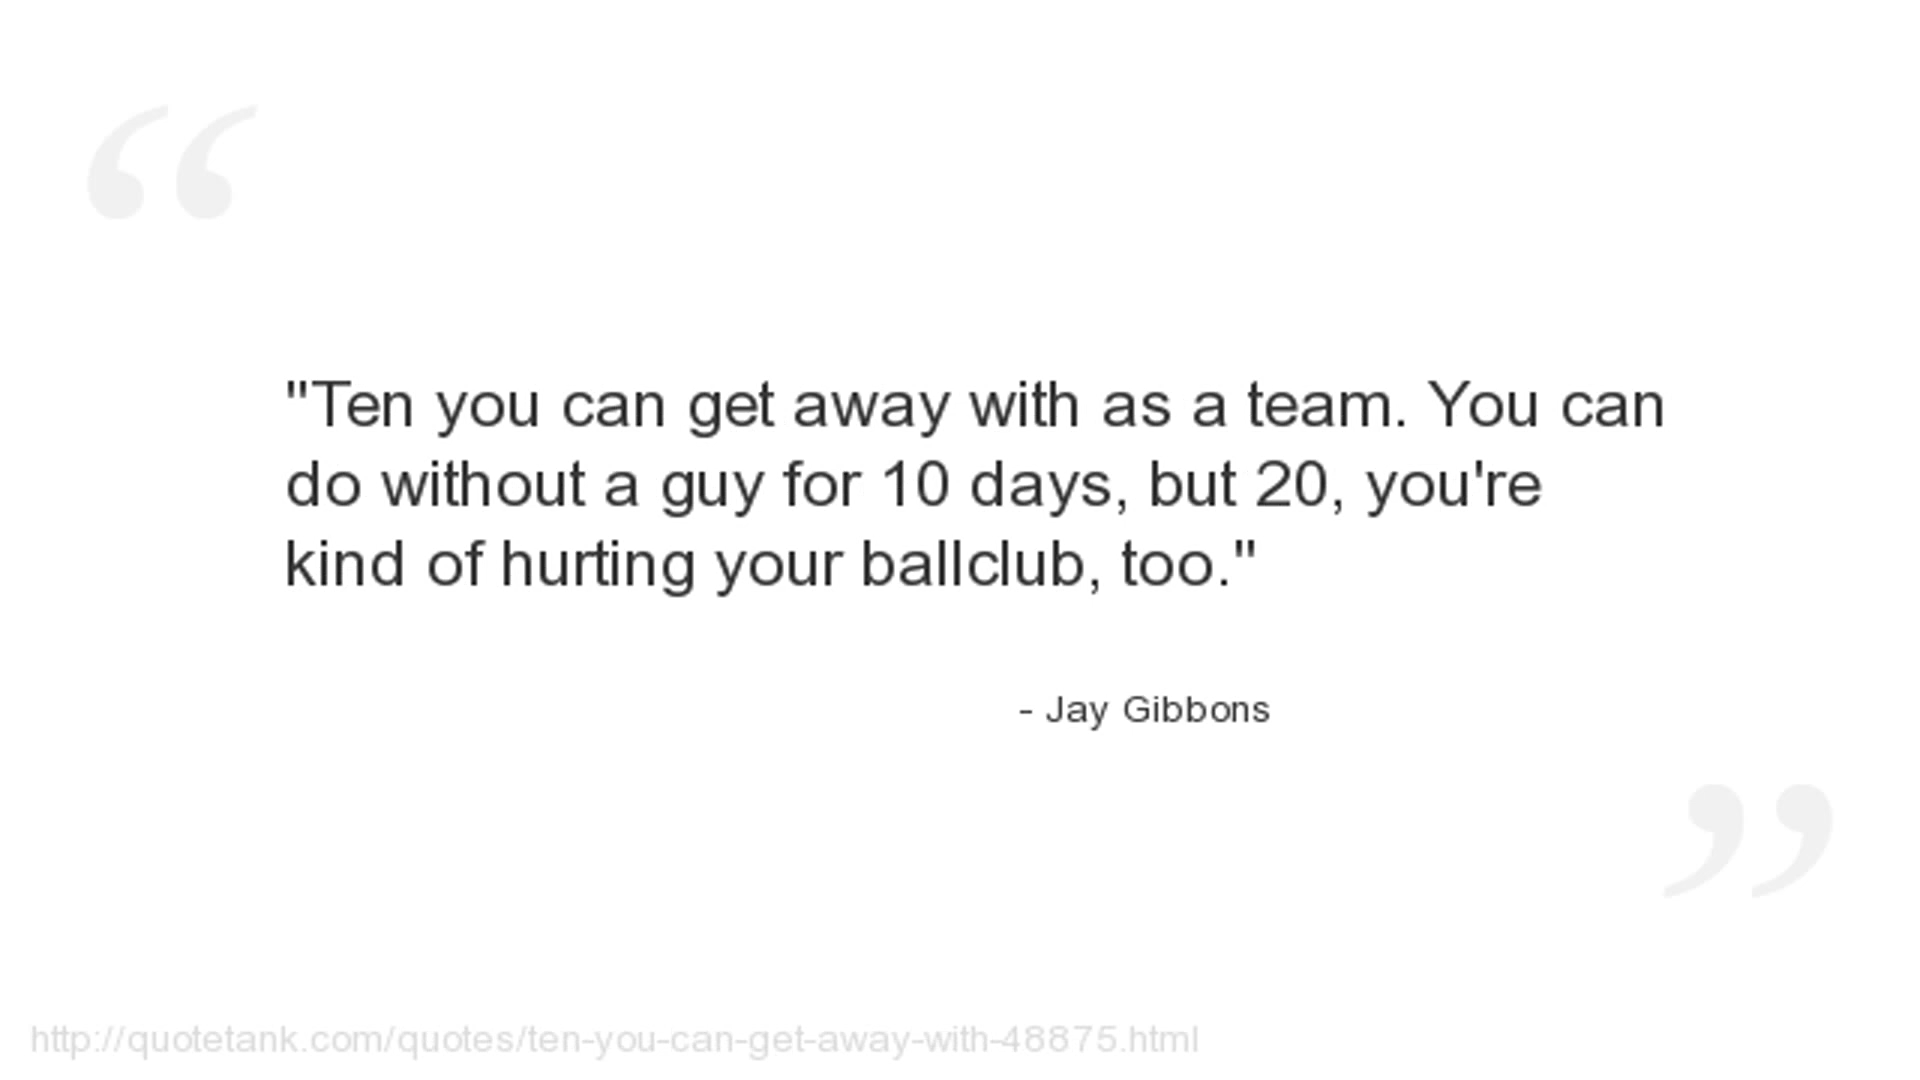 "Ten you can get away with as a team. You can
do without a guy for 10 days, but 20, you're
kind of hurting your ballclub, too."
- Jay Gibbons
http://quotetank.com/quotes/ten-you-can-get-away-with-48875.html